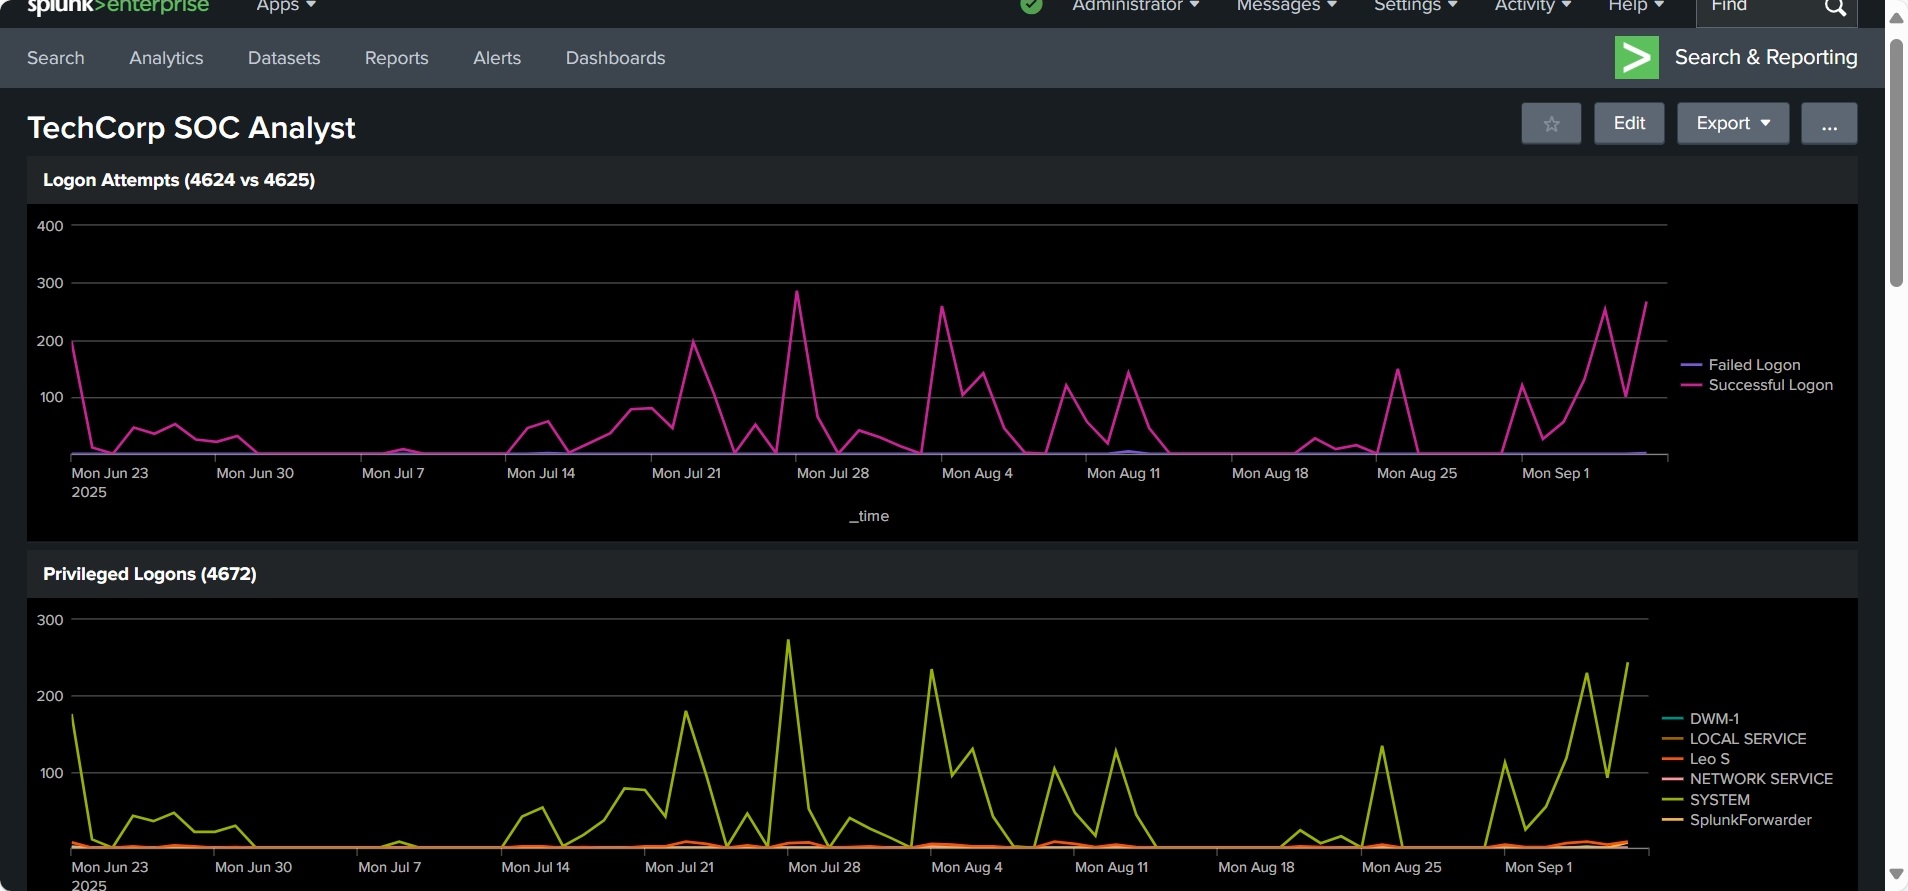 splunk>enterprise Apps Administrator Messages Settings Activity Help Find
Search Analytics Datasets Reports Alerts Dashboards Search & Reporting
TechCorp SOC Analyst Edit Export ...
Logon Attempts (4624 vs 4625)
400
300
200
100
Failed Logon
Successful Logon
Mon Jun 23 Mon Jun 30 Mon Jul 7 Mon Jul 14 Mon Jul 21 Mon Jul 28 Mon Aug 4 Mon Aug 11 Mon Aug 18 Mon Aug 25 Mon Sep 1
2025
_time
Privileged Logons (4672)
300
200
100
DWM-1
LOCAL SERVICE
Leo S
NETWORK SERVICE
SYSTEM
SplunkForwarder
Mon Jun 23 Mon Jun 30 Mon Jul 7 Mon Jul 14 Mon Jul 21 Mon Jul 28 Mon Aug 4 Mon Aug 11 Mon Aug 18 Mon Aug 25 Mon Sep 1
2025